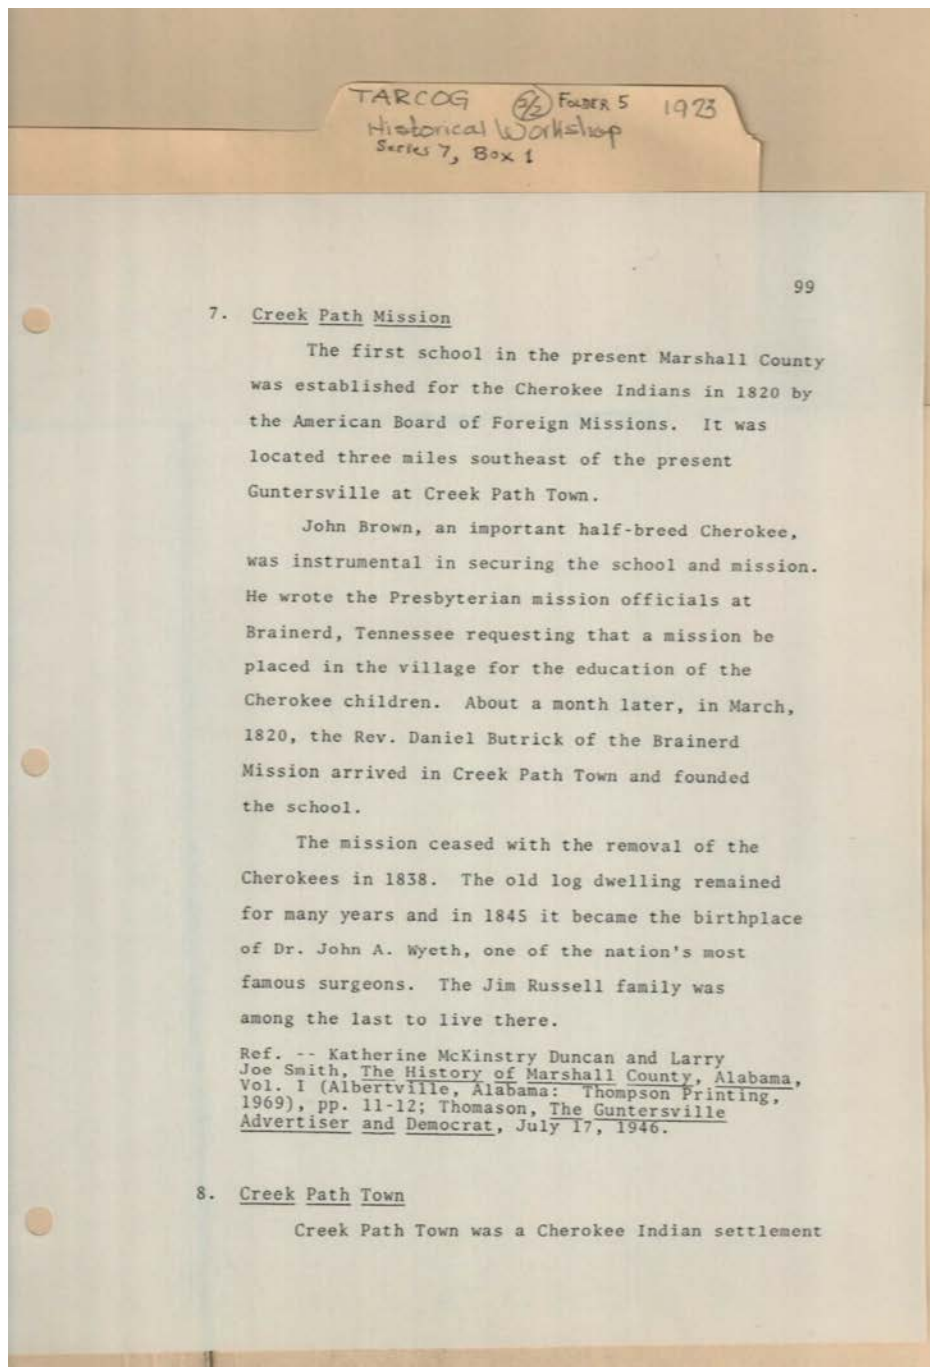 TARCOG 5/2 FOLDER 5 1973
Historical Workshop
Series 7, Box 1
99
7. Creek Path Mission
The first school in the present Marshall County
was established for the Cherokee Indians in 1820 by
the American Board of Foreign Missions. It was
located three miles southeast of the present
Guntersville at Creek Path Town.
John Brown, an important half-breed Cherokee,
was instrumental in securing the school and mission.
He wrote the Presbyterian mission officials at
Brainerd, Tennessee requesting that a mission be
placed in the village for the education of the
Cherokee children. About a month later, in March,
1820, the Rev. Daniel Butrick of the Brainerd
Mission arrived in Creek Path Town and founded
the school.
The mission ceased with the removal of the
Cherokees in 1838. The old log dwelling remained
for many years and in 1845 it became the birthplace
of Dr. John A. Wyeth, one of the nation's most
famous surgeons. The Jim Russell family was
among the last to live there.
Ref. -- Katherine McKinstry Duncan and Larry
Joe Smith, The History of Marshall County, Alabama,
Vol. I (Albertville, Alabama: Thompson Printing,
1969), pp. 11-12; Thomason, The Guntersville
Advertiser and Democrat, July 17, 1946.
8. Creek Path Town
Creek Path Town was a Cherokee Indian settlement